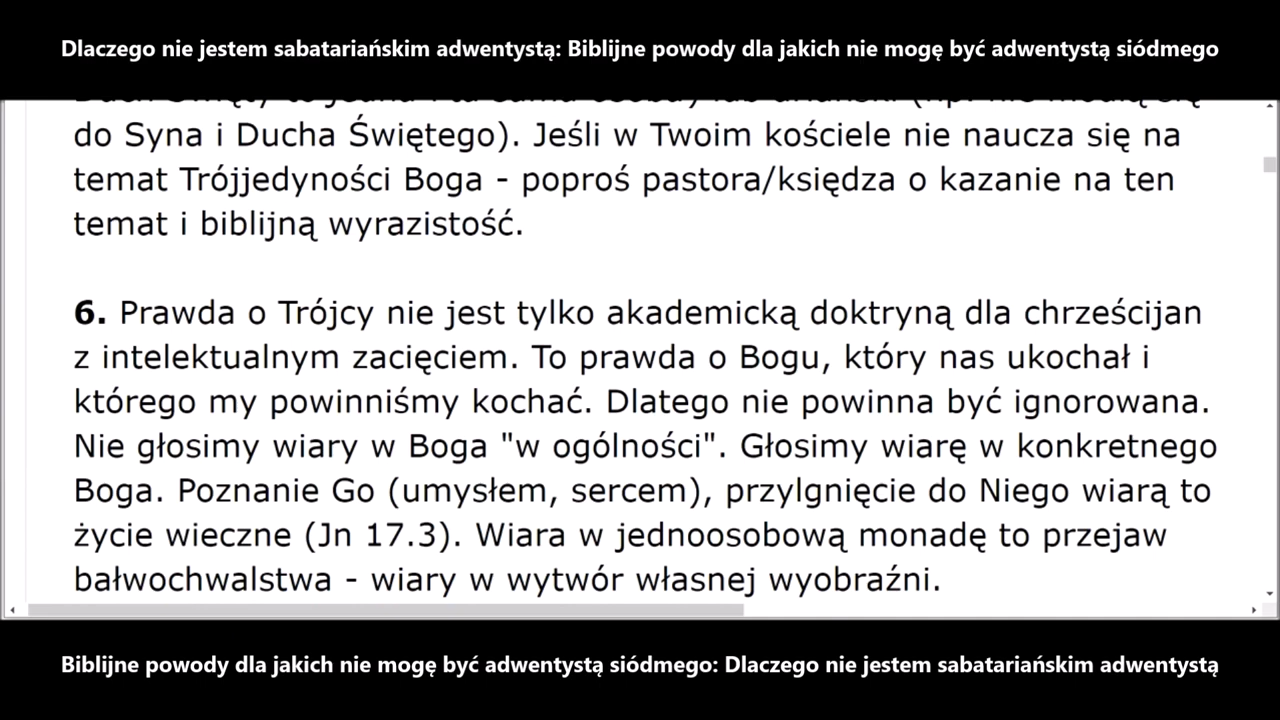 Dlaczego nie jestem sabatariańskim adwentystą: Biblijne powody dla jakich nie mogę być adwentystą siódmego
do Syna i Ducha Świętego). Jeśli w Twoim kościele nie naucza się na
temat Trójjedyności Boga - poproś pastora/księdza o kazanie na ten
temat i biblijną wyrazistość.
6. Prawda o Trójcy nie jest tylko akademicką doktryną dla chrześcijan
z intelektualnym zacięciem. To prawda o Bogu, który nas ukochał i
którego my powinniśmy kochać. Dlatego nie powinna być ignorowana.
Nie głosimy wiary w Boga "w ogólności". Głosimy wiarę w konkretnego
Boga. Poznanie Go (umysłem, sercem), przylgnięcie do Niego wiarą to
życie wieczne (Jn 17.3). Wiara w jednoosobową monadę to przejaw
bałwochwalstwa - wiary w wytwór własnej wyobraźni.
Biblijne powody dla jakich nie mogę być adwentystą siódmego: Dlaczego nie jestem sabatariańskim adwentystą